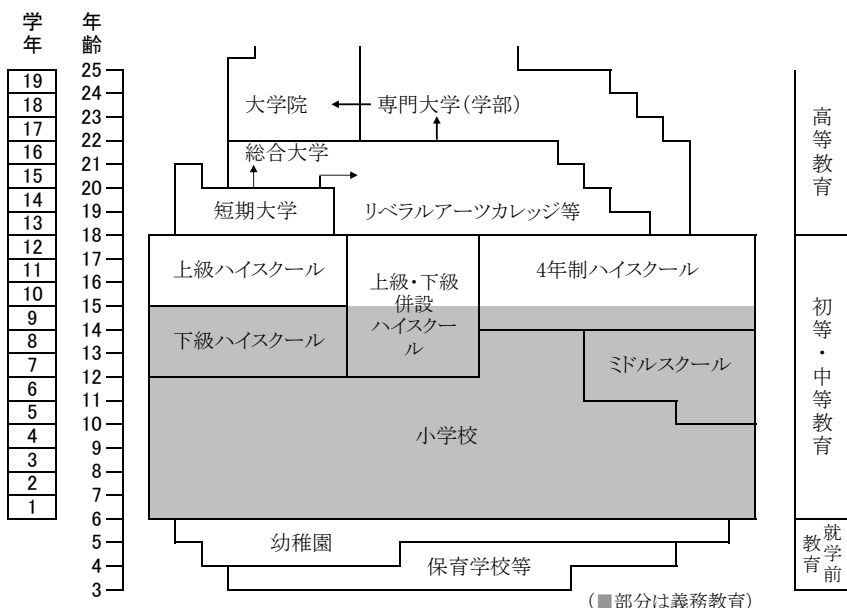 学年
年齢
19
18
17
16
15
14
13
12
11
10
9
8
7
6
5
4
3
2
1
25
24
23
22
21
20
19
18
17
16
15
14
13
12
11
10
9
8
7
6
5
4
3
大学院
専門大学(学部)
総合大学
短期大学
リベラルアーツカレッジ等
上級ハイスクール
上級・下級
併設
ハイスクー
ル
4年制ハイスクール
下級ハイスクール
ミドルスクール
小学校
幼稚園
保育学校等
高等教育
初等・中等教育
就学前
教育
(■部分は義務教育)